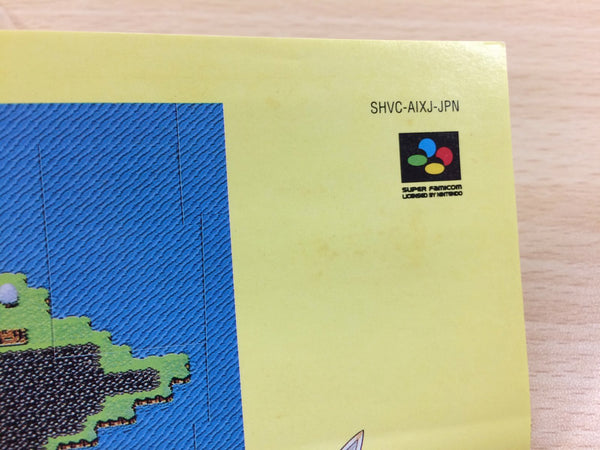 SHVC-AIXJ-JPN
SUPER FAMICOM
LICENSED BY NINTENDO